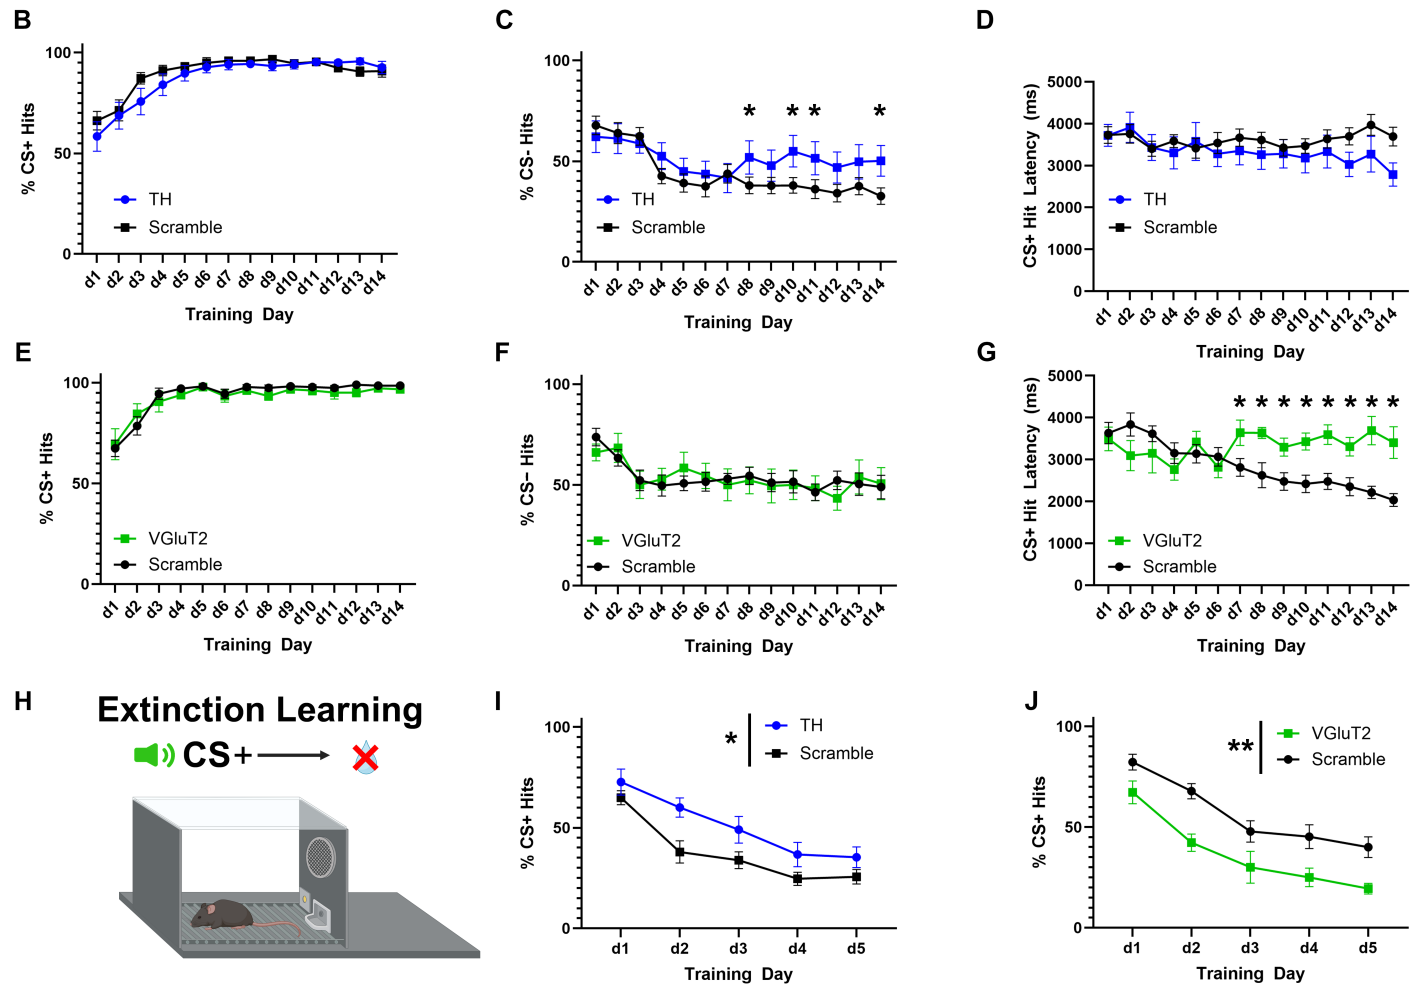 B
% CS+ Hits
100
50
0
TH
Scramble
d1 d2 d3 d4 d5 d6 d7 d8 d9 d10 d11 d12 d13 d14
Training Day
C
% CS- Hits
100
50
0
* * * *
TH
Scramble
d1 d2 d3 d4 d5 d6 d7 d8 d9 d10 d11 d12 d13 d14
Training Day
D
CS+ Hit Latency (ms)
5000
4000
3000
2000
1000
0
TH
Scramble
d1 d2 d3 d4 d5 d6 d7 d8 d9 d10 d11 d12 d13 d14
Training Day
E
% CS+ Hits
100
50
0
VGluT2
Scramble
d1 d2 d3 d4 d5 d6 d7 d8 d9 d10 d11 d12 d13 d14
Training Day
F
% CS– Hits
100
50
0
VGluT2
Scramble
d1 d2 d3 d4 d5 d6 d7 d8 d9 d10 d11 d12 d13 d14
Training Day
G
CS+ Hit Latency (ms)
5000
4000
3000
2000
1000
0
* * * * * * * *
VGluT2
Scramble
d1 d2 d3 d4 d5 d6 d7 d8 d9 d10 d11 d12 d13 d14
Training Day
H
Extinction Learning
CS+
I
% CS+ Hits
100
50
0
*
TH
Scramble
d1 d2 d3 d4 d5
Training Day
J
% CS+ Hits
100
50
0
**
VGluT2
Scramble
d1 d2 d3 d4 d5
Training Day